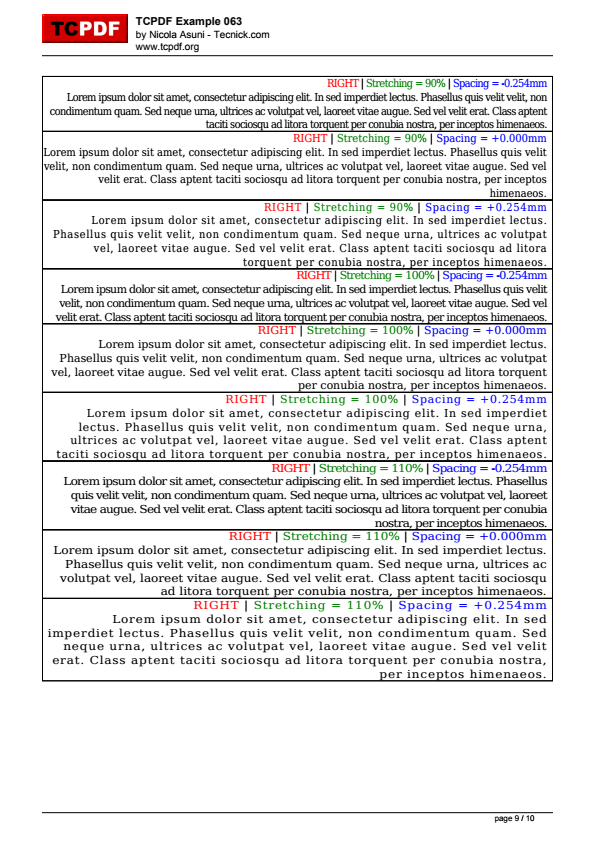 TCPDF
TCPDF Example 063
by Nicola Asuni - Tecnick.com
www.tcpdf.org
RIGHT | Stretching = 90% | Spacing = -0.254mm
Lorem ipsum dolor sit amet, consectetur adipiscing elit. In sed imperdiet lectus. Phasellus quis velit velit, non
condimentum quam. Sed neque urna, ultrices ac volutpat vel, laoreet vitae augue. Sed vel velit erat. Class aptent
taciti sociosqu ad litora torquent per conubia nostra, per inceptos himenaeos.
RIGHT | Stretching = 90% | Spacing = +0.000mm
Lorem ipsum dolor sit amet, consectetur adipiscing elit. In sed imperdiet lectus. Phasellus quis velit
velit, non condimentum quam. Sed neque urna, ultrices ac volutpat vel, laoreet vitae augue. Sed vel
velit erat. Class aptent taciti sociosqu ad litora torquent per conubia nostra, per inceptos
himenaeos.
RIGHT | Stretching = 90% | Spacing = +0.254mm
Lorem ipsum dolor sit amet, consectetur adipiscing elit. In sed imperdiet lectus.
Phasellus quis velit velit, non condimentum quam. Sed neque urna, ultrices ac volutpat
vel, laoreet vitae augue. Sed vel velit erat. Class aptent taciti sociosqu ad litora
torquent per conubia nostra, per inceptos himenaeos.
RIGHT | Stretching = 100% | Spacing = -0.254mm
Lorem ipsum dolor sit amet, consectetur adipiscing elit. In sed imperdiet lectus. Phasellus quis velit
velit, non condimentum quam. Sed neque urna, ultrices ac volutpat vel, laoreet vitae augue. Sed vel
velit erat. Class aptent taciti sociosqu ad litora torquent per conubia nostra, per inceptos himenaeos.
RIGHT | Stretching = 100% | Spacing = +0.000mm
Lorem ipsum dolor sit amet, consectetur adipiscing elit. In sed imperdiet lectus.
Phasellus quis velit velit, non condimentum quam. Sed neque urna, ultrices ac volutpat
vel, laoreet vitae augue. Sed vel velit erat. Class aptent taciti sociosqu ad litora torquent
per conubia nostra, per inceptos himenaeos.
RIGHT | Stretching = 100% | Spacing = +0.254mm
Lorem ipsum dolor sit amet, consectetur adipiscing elit. In sed imperdiet
lectus. Phasellus quis velit velit, non condimentum quam. Sed neque urna,
ultrices ac volutpat vel, laoreet vitae augue. Sed vel velit erat. Class aptent
taciti sociosqu ad litora torquent per conubia nostra, per inceptos himenaeos.
RIGHT | Stretching = 110% | Spacing = -0.254mm
Lorem ipsum dolor sit amet, consectetur adipiscing elit. In sed imperdiet lectus. Phasellus
quis velit velit, non condimentum quam. Sed neque urna, ultrices ac volutpat vel, laoreet
vitae augue. Sed vel velit erat. Class aptent taciti sociosqu ad litora torquent per conubia
nostra, per inceptos himenaeos.
RIGHT | Stretching = 110% | Spacing = +0.000mm
Lorem ipsum dolor sit amet, consectetur adipiscing elit. In sed imperdiet lectus.
Phasellus quis velit velit, non condimentum quam. Sed neque urna, ultrices ac
volutpat vel, laoreet vitae augue. Sed vel velit erat. Class aptent taciti sociosqu
ad litora torquent per conubia nostra, per inceptos himenaeos.
RIGHT | Stretching = 110% | Spacing = +0.254mm
Lorem ipsum dolor sit amet, consectetur adipiscing elit. In sed
imperdiet lectus. Phasellus quis velit velit, non condimentum quam. Sed
neque urna, ultrices ac volutpat vel, laoreet vitae augue. Sed vel velit
erat. Class aptent taciti sociosqu ad litora torquent per conubia nostra,
per inceptos himenaeos.
page 9 / 10